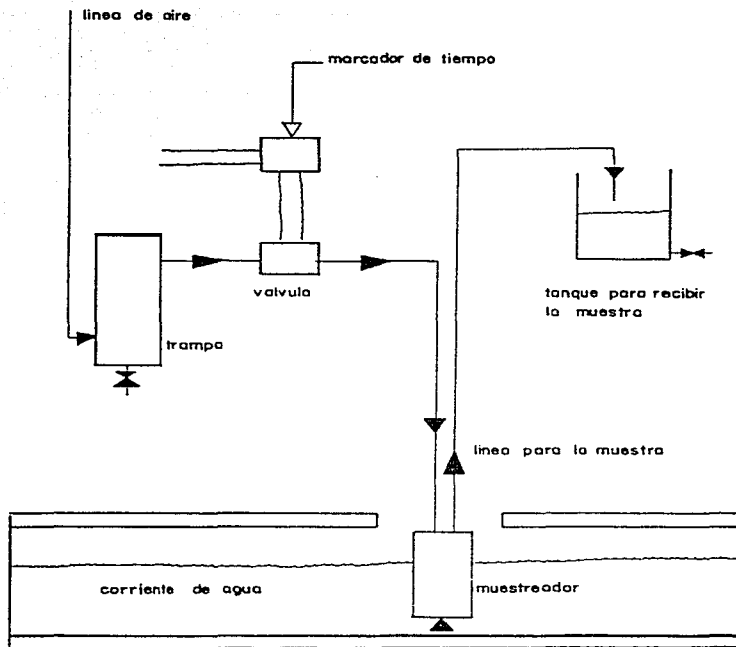 linea de aire
marcador de tiempo
valvula
tanque para recibir
la muestra
trampa
linea para la muestra
corriente de agua
muestreador